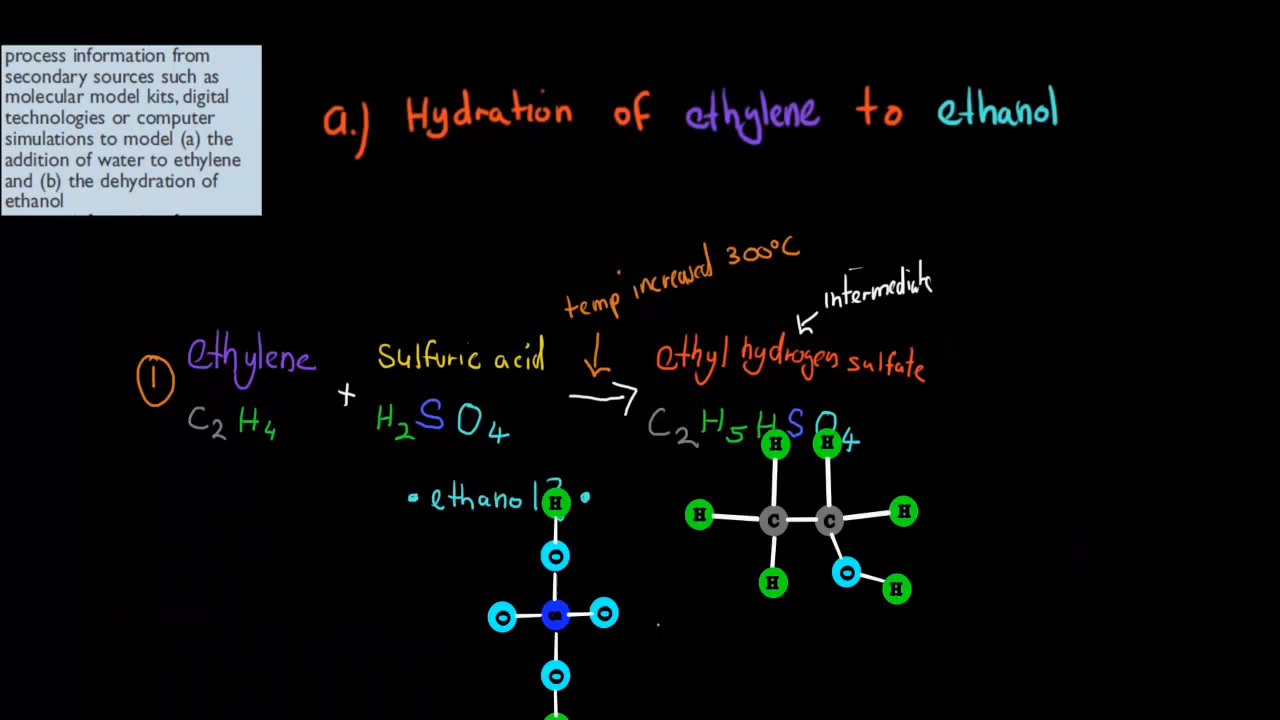 process information from
secondary sources such as
molecular model kits, digital
technologies or computer
simulations to model (a) the
addition of water to ethylene
and (b) the dehydration of
ethanol
a.) Hydration of ethylene to ethanol
temp increased 300°C
intermediate
① ethylene + sulfuric acid → ethyl hydrogen sulfate
C2H4 H2SO4 C2H5HSO4
• ethanol? •
H H H
H
O
H C C H
O O
H O H
O